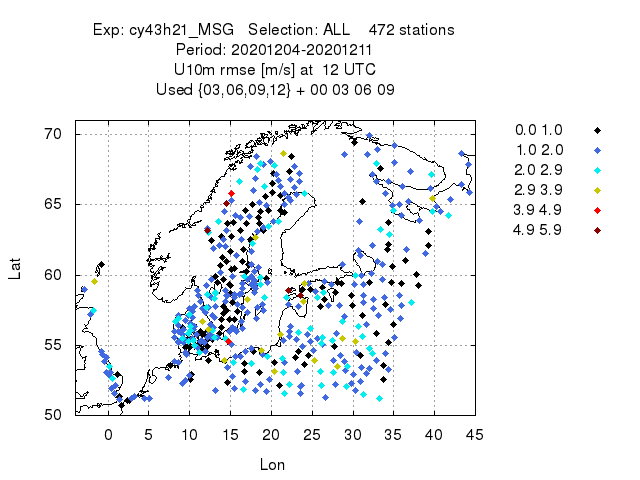 Exp: cy43h21_MSG Selection: ALL 472 stations
Period: 20201204-20201211
U10m rmse [m/s] at 12 UTC
Used {03,06,09,12} + 00 03 06 09
0.0 1.0
1.0 2.0
2.0 2.9
2.9 3.9
3.9 4.9
4.9 5.9
70
65
60
55
50
Lat
0 5 10 15 20 25 30 35 40 45
Lon